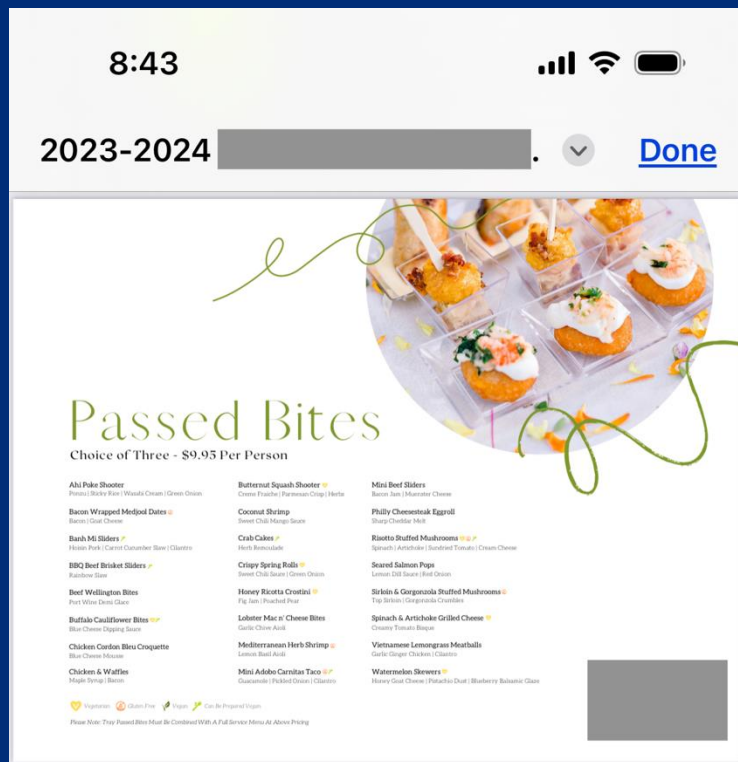 8:43
2023-2024 .
Done
Passed Bites
Choice of Three - $9.95 Per Person
Ahi Poke Shooter
Ponzu | Sticky Rice | Wasabi Cream | Green Onion
Bacon Wrapped Medjool Dates
Bacon | Goat Cheese
Banh Mi Sliders
Hoisin Pork | Carrot Cucumber Slaw | Cilantro
BBQ Beef Brisket Sliders
Rainbow Slaw
Beef Wellington Bites
Port Wine Demi Glare
Buffalo Cauliflower Bites
Blue Cheese Dipping Sauce
Chicken Cordon Bleu Croquette
Blue Cheese Mousse
Chicken & Waffles
Maple Syrup | Bacon
Butternut Squash Shooter
Creme Fraiche | Parmesan Crisp | Herbs
Coconut Shrimp
Sweet Chili Mango Sauce
Crab Cakes
Herb Remoulade
Crispy Spring Rolls
Sweet Chili Sauce | Green Onion
Honey Ricotta Crostini
Fig Jam | Poached Pear
Lobster Mac n' Cheese Bites
Garlic Chive Aioli
Mediterranean Herb Shrimp
Lemon Basil Aioli
Mini Adobo Carnitas Taco
Guacamole | Pickled Onion | Cilantro
Mini Beef Sliders
Bacon Jam | Muenster Cheese
Philly Cheesesteak Eggroll
Sharp Cheddar Melt
Risotto Stuffed Mushrooms
Spinach | Artichoke | Sundried Tomato | Cream Cheese
Seared Salmon Pops
Lemon Dill Sauce | Red Onion
Sirloin & Gorgonzola Stuffed Mushrooms
Top Sirloin | Gorgonzola Crumbles
Spinach & Artichoke Grilled Cheese
Creamy Tomato Bisque
Vietnamese Lemongrass Meatballs
Garlic Ginger Chicken | Cilantro
Watermelon Skewers
Honey Goat Cheese | Pistachio Dust | Blueberry Balsamic Glaze
Vegetarian Gluten Free Vegan Can Be Prepared Vegan
Please Note: Tray Passed Bites Must Be Combined With A Full Service Menu At Above Pricing